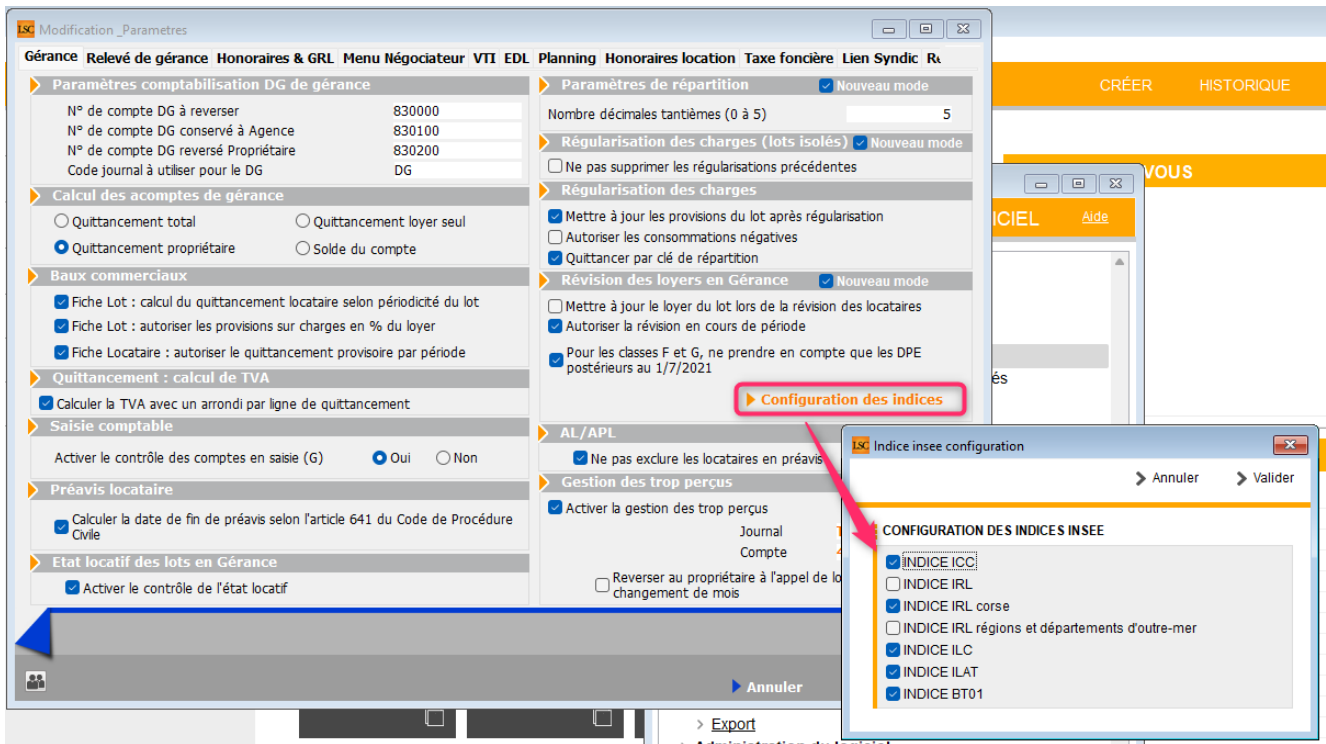 LSC Modification _Parametres
Gérance Relevé de gérance Honoraires & GRL Menu Négociateur VTI EDL Planning Honoraires location Taxe foncière Lien Syndic
Paramètres comptabilisation DG de gérance
N° de compte DG à reverser 830000
N° de compte DG conservé à Agence 830100
N° de compte DG reversé Propriétaire 830200
Code journal à utiliser pour le DG DG
Calcul des acomptes de gérance
Quittancement total Quittancement loyer seul
Quittancement propriétaire Solde du compte
Baux commerciaux
Fiche Lot : calcul du quittancement locataire selon périodicité du lot
Fiche Lot : autoriser les provisions sur charges en % du loyer
Fiche Locataire : autoriser le quittancement provisoire par période
Quittancement : calcul de TVA
Calculer la TVA avec un arrondi par ligne de quittancement
Saisie comptable
Activer le contrôle des comptes en saisie (G) Oui Non
Préavis locataire
Calculer la date de fin de préavis selon l'article 641 du Code de Procédure
Civile
Etat locatif des lots en Gérance
Activer le contrôle de l'état locatif
Paramètres de répartition Nouveau mode
Nombre décimales tantièmes (0 à 5) 5
Régularisation des charges (lots isolés) Nouveau mode
Ne pas supprimer les régularisations précédentes
Régularisation des charges
Mettre à jour les provisions du lot après régularisation
Autoriser les consommations négatives
Quittancer par clé de répartition
Révision des loyers en Gérance Nouveau mode
Mettre à jour le loyer du lot lors de la révision des locataires
Autoriser la révision en cours de période
Pour les classes F et G, ne prendre en compte que les DPE
postérieurs au 1/7/2021
Configuration des indices
AL/APL
Ne pas exclure les locataires en préavis
Gestion des trop perçus
Activer la gestion des trop perçus
Journal
Compte
Reverser au propriétaire à l'appel de
changement de mois
Annuler
CRÉER HISTORIQUE
VOUS
ICIEL Aide
és
LSC Indice insee configuration
Annuler Valider
CONFIGURATION DES INDICES INSEE
INDICE ICC
INDICE IRL
INDICE IRL corse
INDICE IRL régions et départements d'outre-mer
INDICE ILC
INDICE ILAT
INDICE BT01
Export